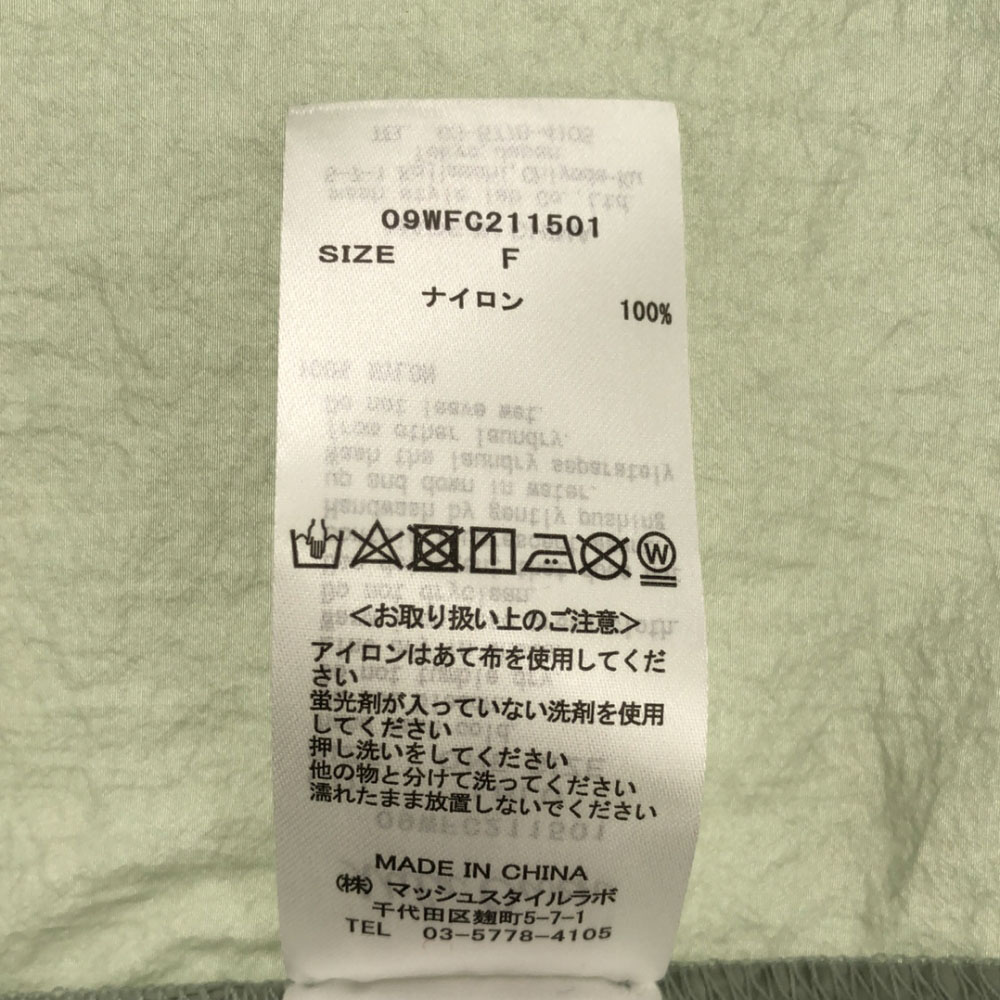 09WFC211501
SIZE F
ナイロン 100%
<お取り扱い上のご注意>
アイロンはあて布を使用してくだ
さい
蛍光剤が入っていない洗剤を使用
してください
押し洗いをしてください
他の物と分けて洗ってください
濡れたまま放置しないでください
MADE IN CHINA
(株) マッシュスタイルラボ
千代田区麹町5-7-1
TEL 03-5778-4105